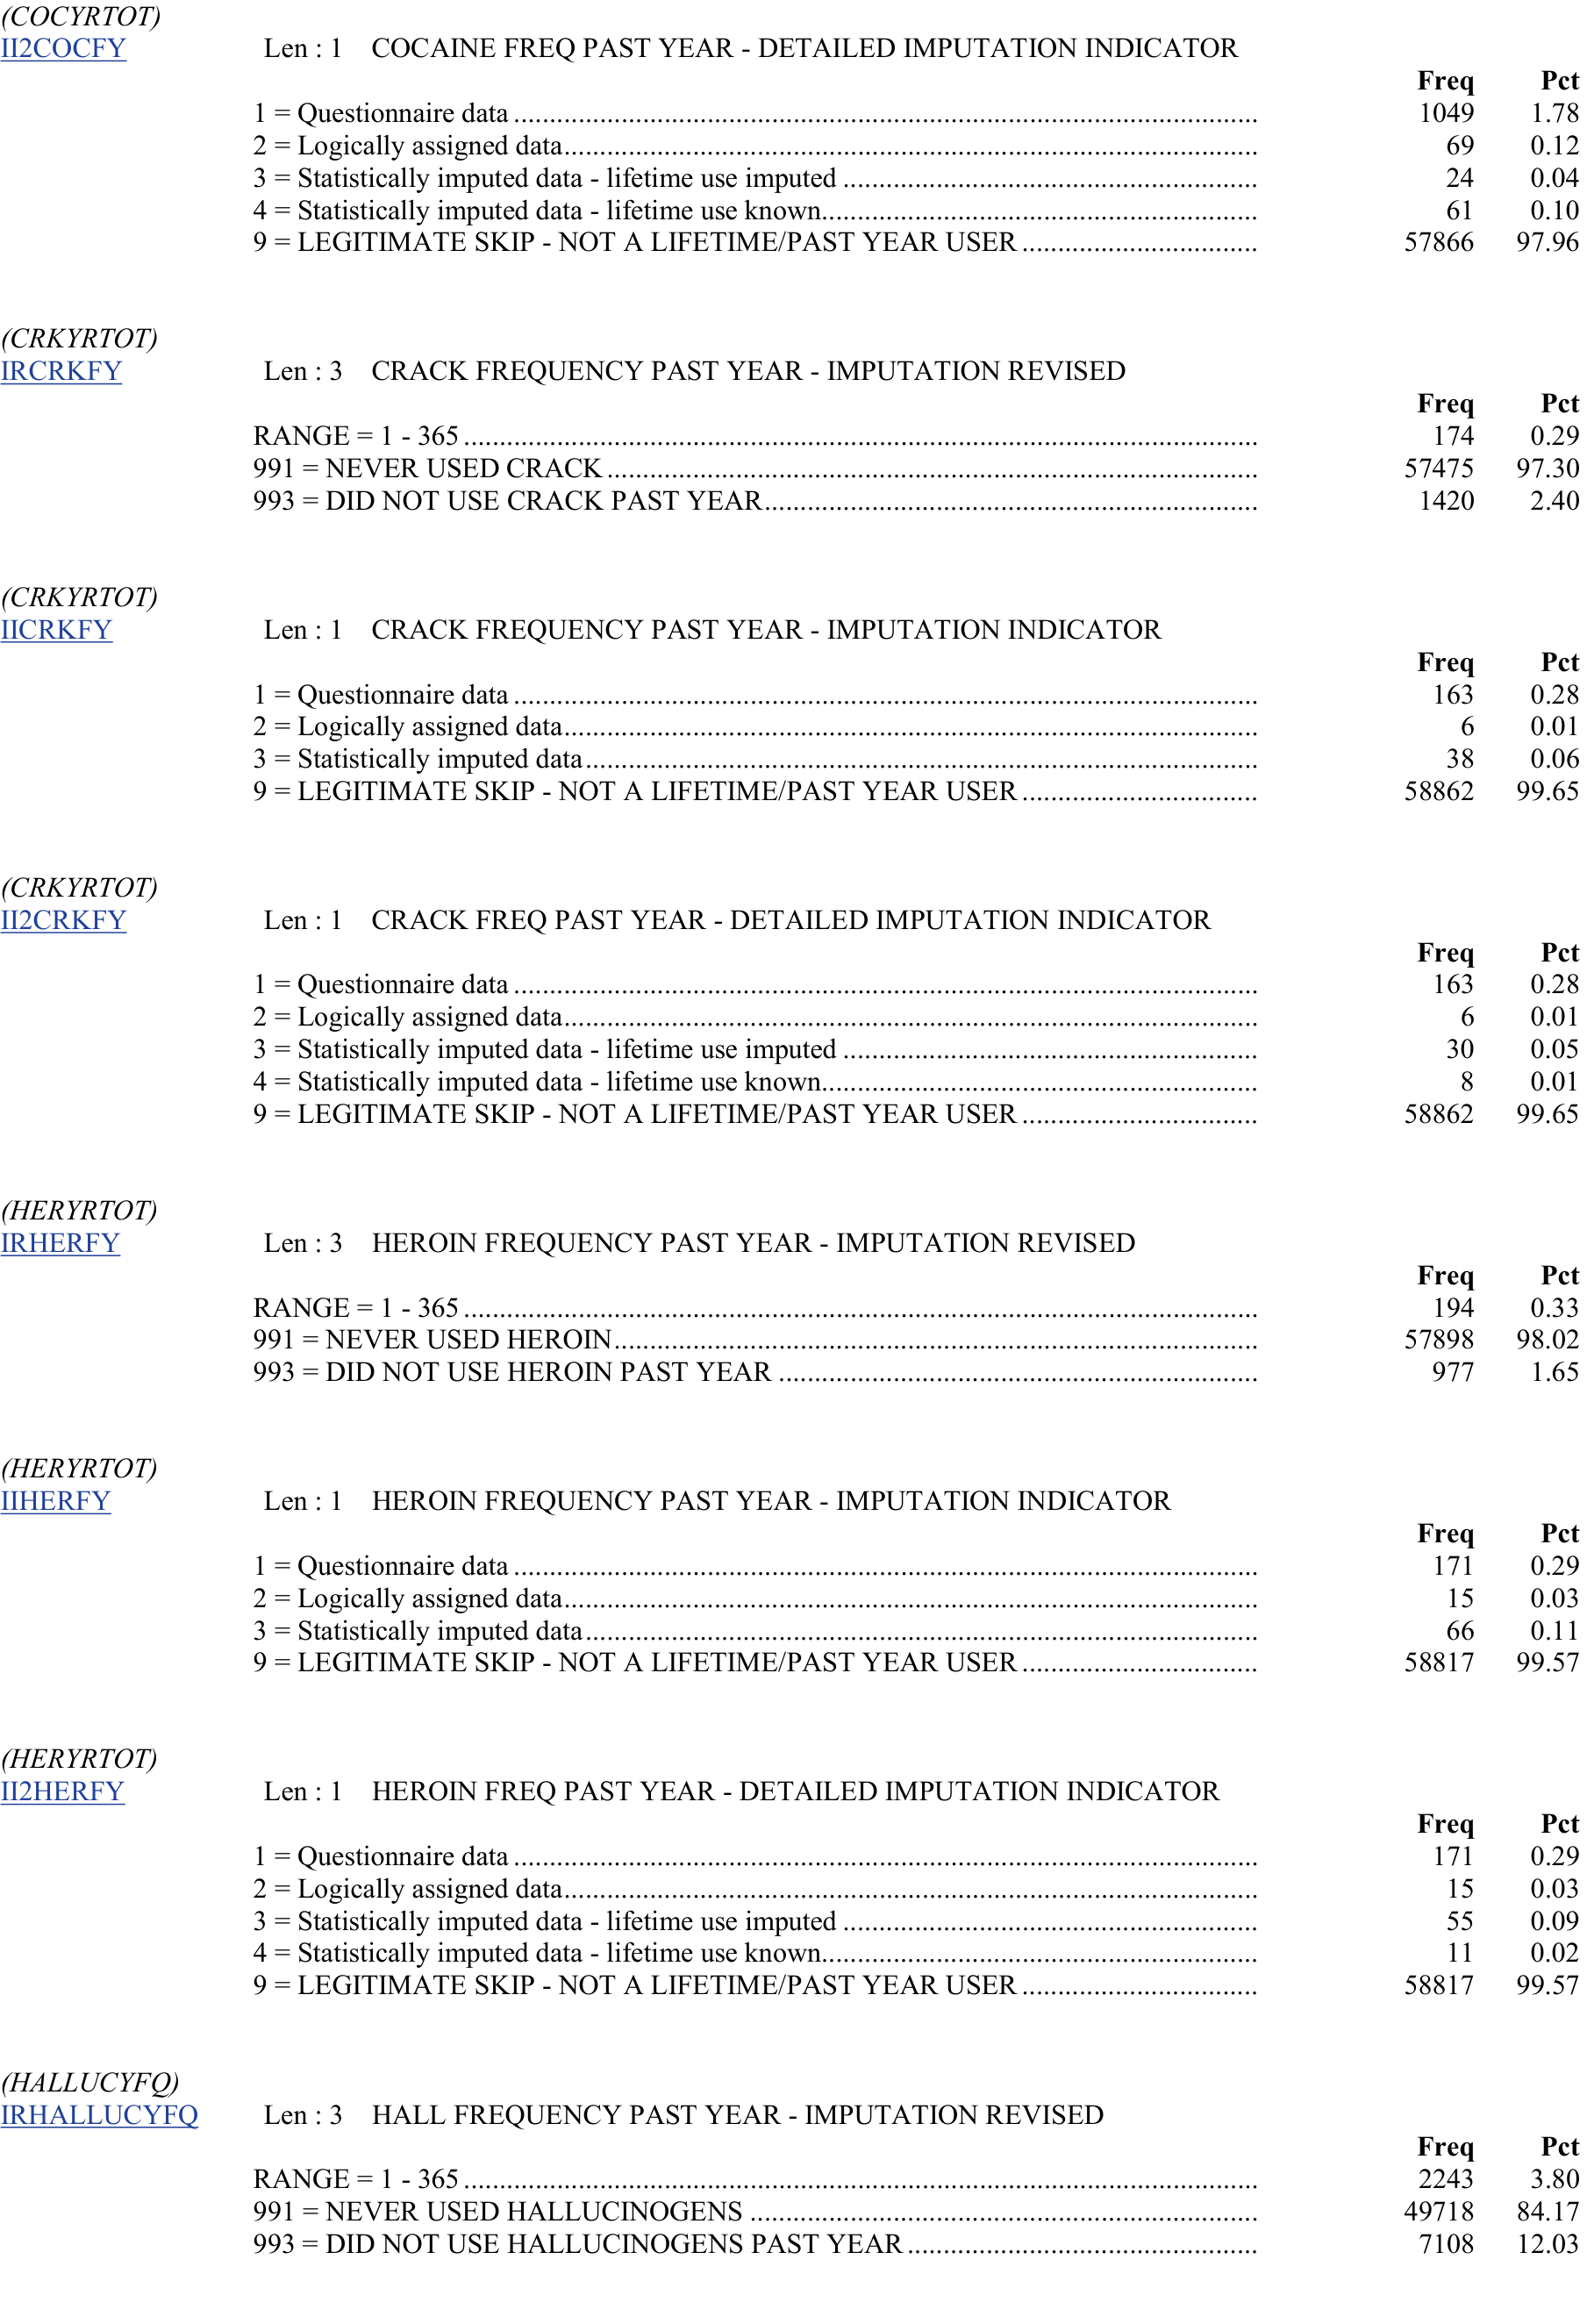 (COCYRTOT)
II2COCFY Len : 1 COCAINE FREQ PAST YEAR - DETAILED IMPUTATION INDICATOR
Freq Pct
1 = Questionnaire data ........ 1049 1.78
2 = Logically assigned data........ 69 0.12
3 = Statistically imputed data - lifetime use imputed ........ 24 0.04
4 = Statistically imputed data - lifetime use known........ 61 0.10
9 = LEGITIMATE SKIP - NOT A LIFETIME/PAST YEAR USER ........ 57866 97.96
(CRKYRTOT)
IRCRKFY Len : 3 CRACK FREQUENCY PAST YEAR - IMPUTATION REVISED
Freq Pct
RANGE = 1 - 365 ........ 174 0.29
991 = NEVER USED CRACK ........ 57475 97.30
993 = DID NOT USE CRACK PAST YEAR........ 1420 2.40
(CRKYRTOT)
IICRKFY Len : 1 CRACK FREQUENCY PAST YEAR - IMPUTATION INDICATOR
Freq Pct
1 = Questionnaire data ........ 163 0.28
2 = Logically assigned data........ 6 0.01
3 = Statistically imputed data........ 38 0.06
9 = LEGITIMATE SKIP - NOT A LIFETIME/PAST YEAR USER ........ 58862 99.65
(CRKYRTOT)
II2CRKFY Len : 1 CRACK FREQ PAST YEAR - DETAILED IMPUTATION INDICATOR
Freq Pct
1 = Questionnaire data ........ 163 0.28
2 = Logically assigned data........ 6 0.01
3 = Statistically imputed data - lifetime use imputed ........ 30 0.05
4 = Statistically imputed data - lifetime use known........ 8 0.01
9 = LEGITIMATE SKIP - NOT A LIFETIME/PAST YEAR USER ........ 58862 99.65
(HERYRTOT)
IRHERFY Len : 3 HEROIN FREQUENCY PAST YEAR - IMPUTATION REVISED
Freq Pct
RANGE = 1 - 365 ........ 194 0.33
991 = NEVER USED HEROIN........ 57898 98.02
993 = DID NOT USE HEROIN PAST YEAR ........ 977 1.65
(HERYRTOT)
IIHERFY Len : 1 HEROIN FREQUENCY PAST YEAR - IMPUTATION INDICATOR
Freq Pct
1 = Questionnaire data ........ 171 0.29
2 = Logically assigned data........ 15 0.03
3 = Statistically imputed data........ 66 0.11
9 = LEGITIMATE SKIP - NOT A LIFETIME/PAST YEAR USER ........ 58817 99.57
(HERYRTOT)
II2HERFY Len : 1 HEROIN FREQ PAST YEAR - DETAILED IMPUTATION INDICATOR
Freq Pct
1 = Questionnaire data ........ 171 0.29
2 = Logically assigned data........ 15 0.03
3 = Statistically imputed data - lifetime use imputed ........ 55 0.09
4 = Statistically imputed data - lifetime use known........ 11 0.02
9 = LEGITIMATE SKIP - NOT A LIFETIME/PAST YEAR USER ........ 58817 99.57
(HALLUCYFQ)
IRHALLUCYFQ Len : 3 HALL FREQUENCY PAST YEAR - IMPUTATION REVISED
Freq Pct
RANGE = 1 - 365 ........ 2243 3.80
991 = NEVER USED HALLUCINOGENS ........ 49718 84.17
993 = DID NOT USE HALLUCINOGENS PAST YEAR ........ 7108 12.03